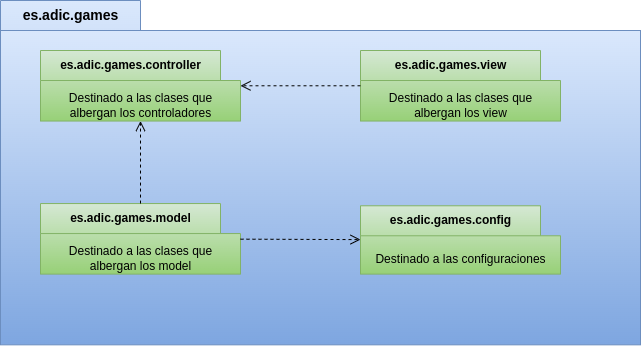 es.adic.games
es.adic.games.controller
Destinado a las clases que
albergan los controladores
es.adic.games.view
Destinado a las clases que
albergan los view
es.adic.games.model
Destinado a las clases que
albergan los model
es.adic.games.config
Destinado a las configuraciones